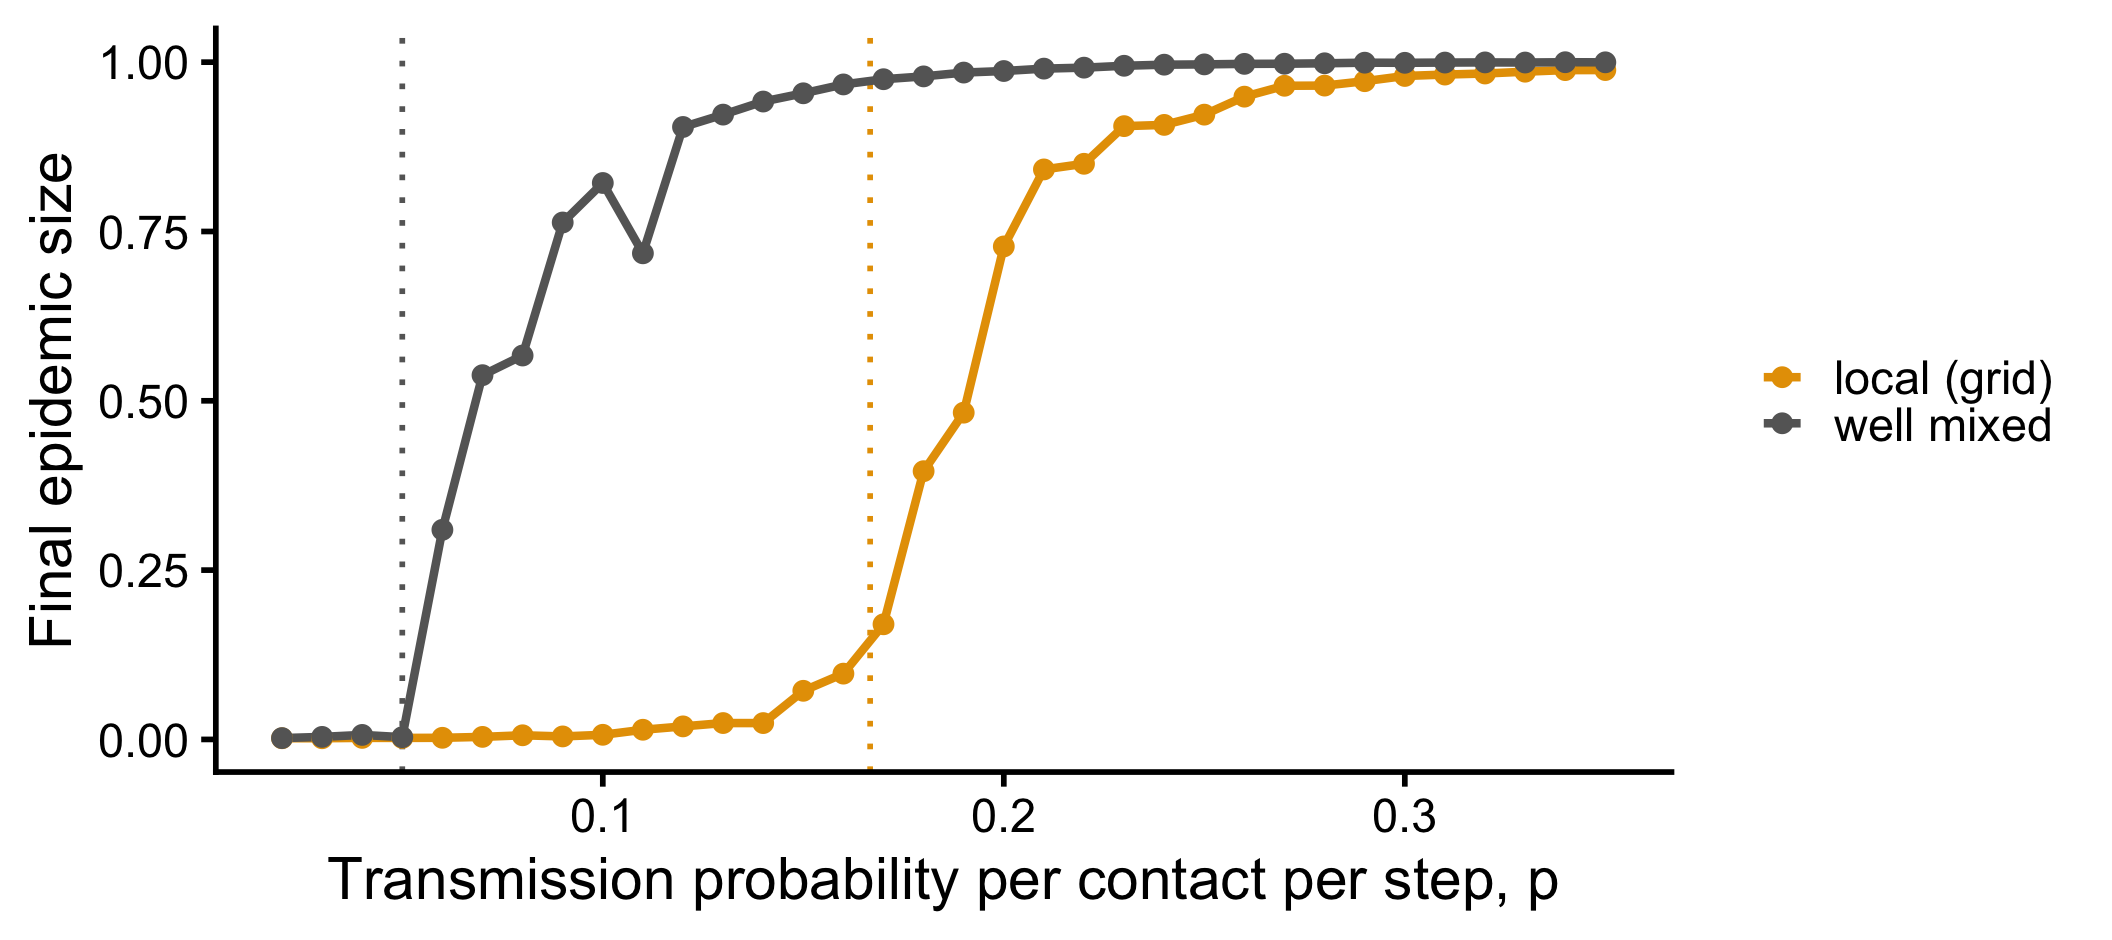 Final epidemic size
1.00
0.75
0.50
0.25
0.00
0.1
0.2
0.3
Transmission probability per contact per step, p
local (grid)
well mixed